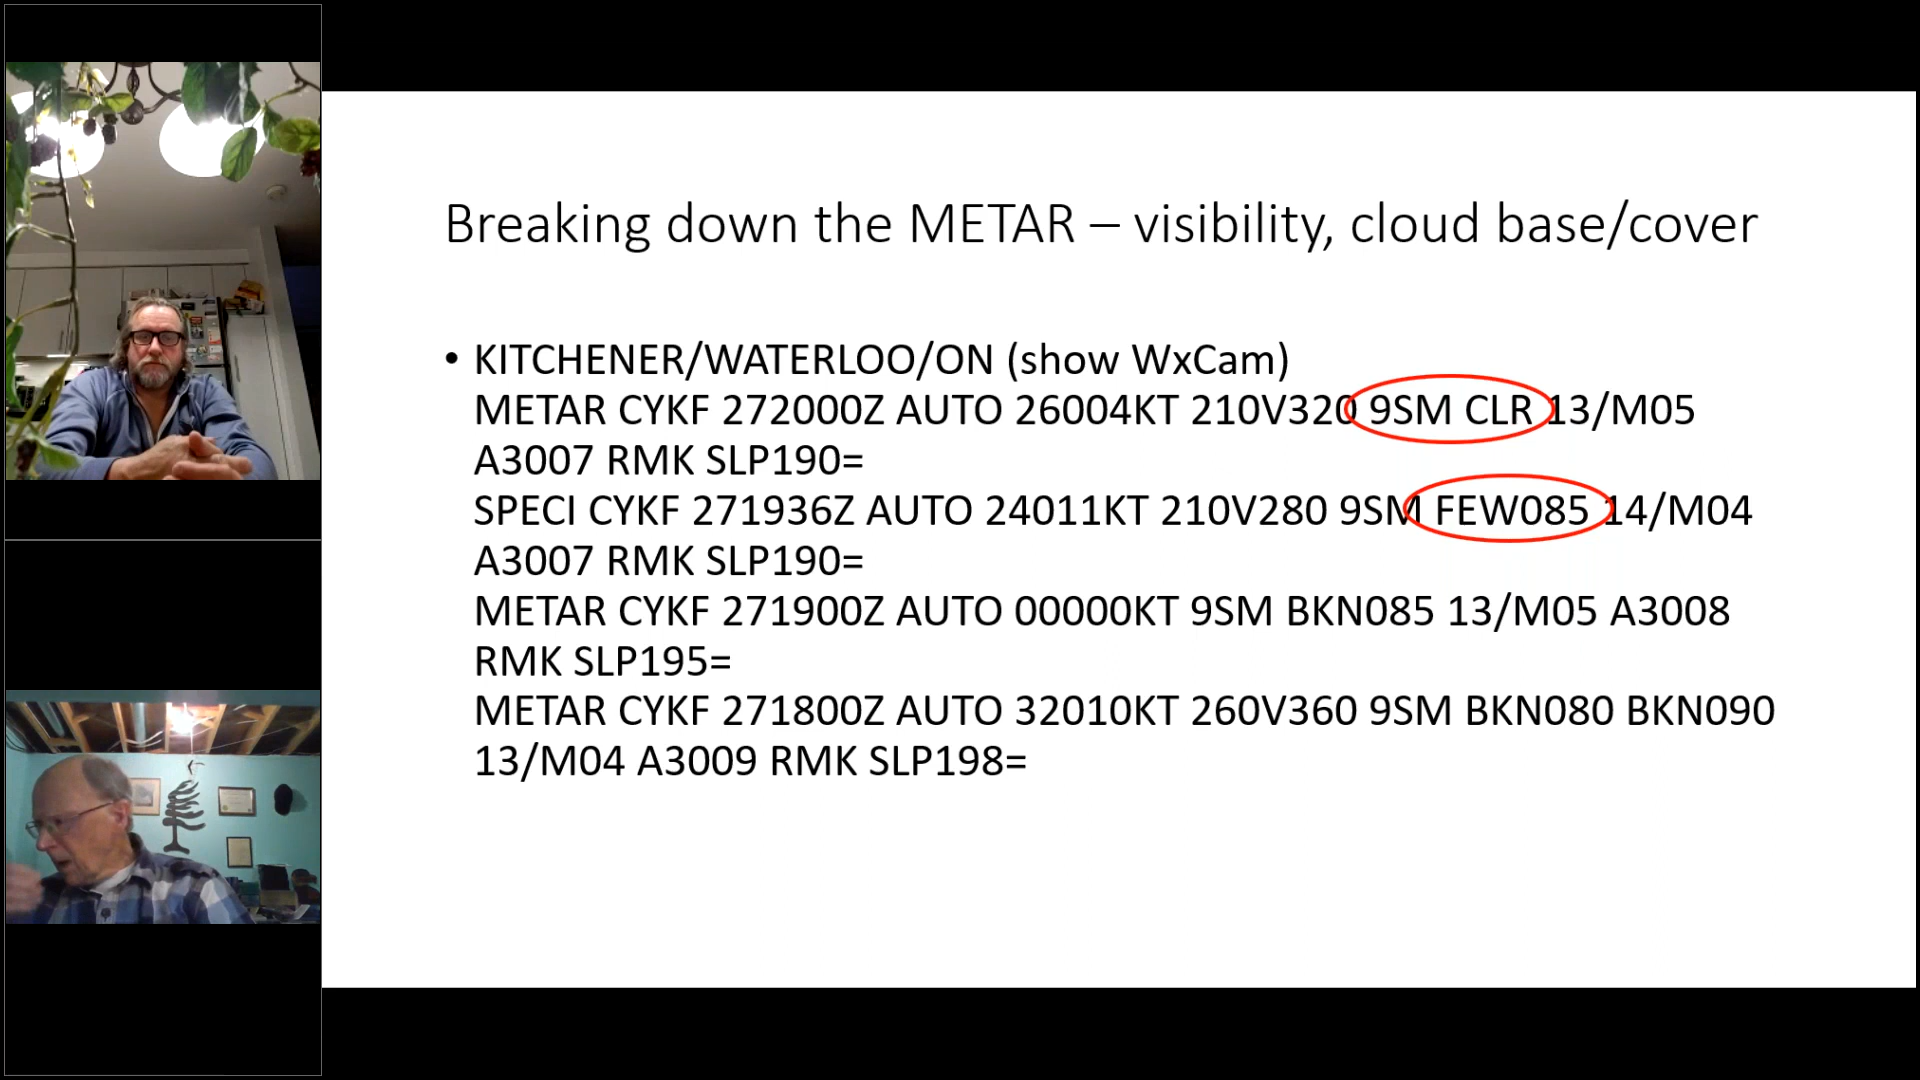 Breaking down the METAR – visibility, cloud base/cover
• KITCHENER/WATERLOO/ON (show WxCam)
METAR CYKF 272000Z AUTO 26004KT 210V320 9SM CLR 13/M05
A3007 RMK SLP190=
SPECI CYKF 271936Z AUTO 24011KT 210V280 9SM FEW085 14/M04
A3007 RMK SLP190=
METAR CYKF 271900Z AUTO 00000KT 9SM BKN085 13/M05 A3008
RMK SLP195=
METAR CYKF 271800Z AUTO 32010KT 260V360 9SM BKN080 BKN090
13/M04 A3009 RMK SLP198=